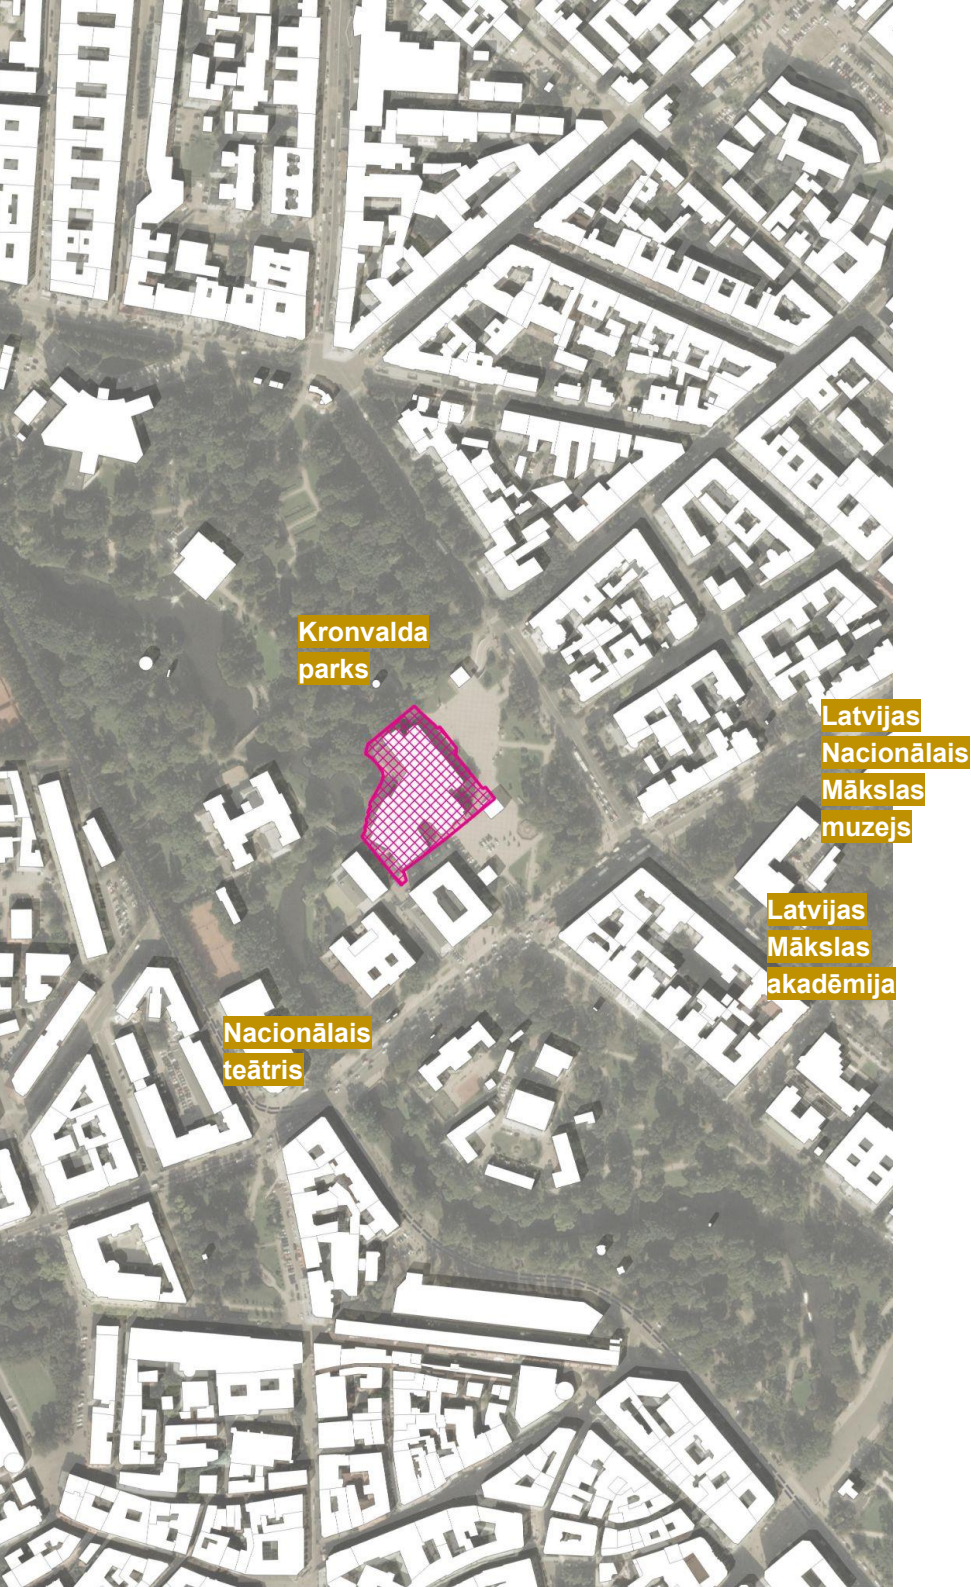 Kronvalda
parks
Latvijas
Nacionālais
Mākslas
muzejs
Latvijas
Mākslas
akadēmija
Nacionālais
teātris